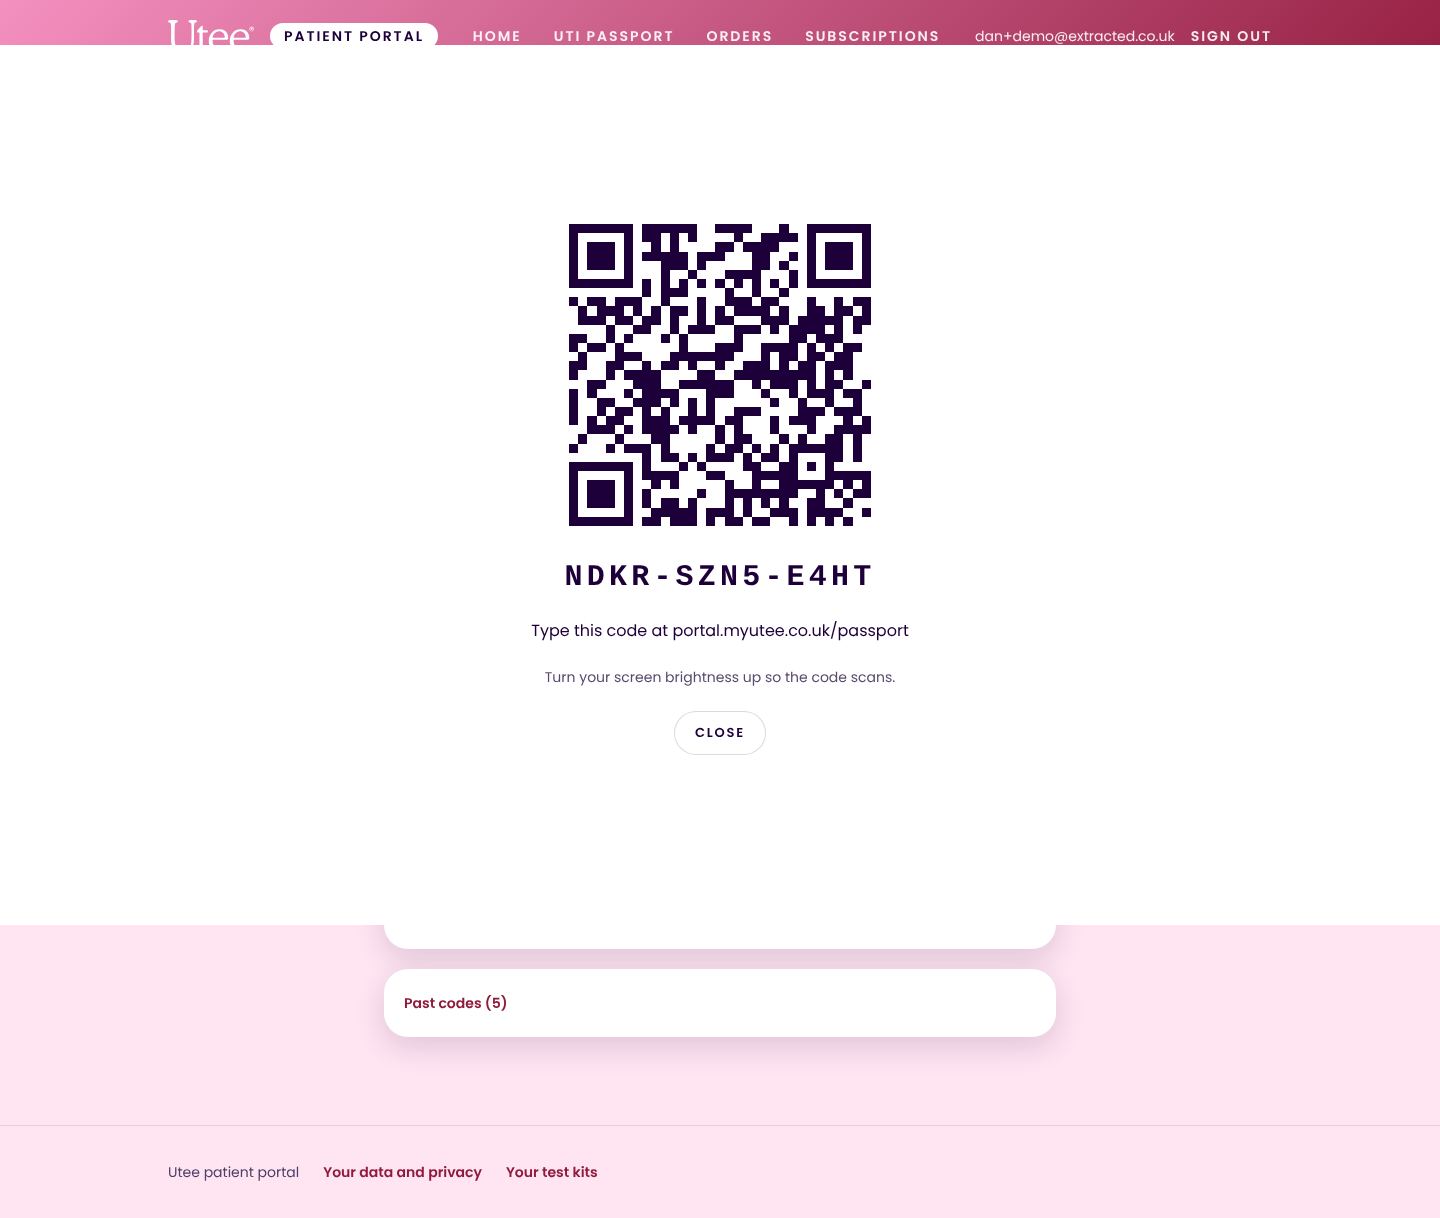 Utee® PATIENT PORTAL HOME UTI PASSPORT ORDERS SUBSCRIPTIONS dan+demo@extracted.co.uk SIGN OUT
NDKR-SZN5-E4HT
Type this code at portal.myutee.co.uk/passport
Turn your screen brightness up so the code scans.
CLOSE
Past codes (5)
Utee patient portal Your data and privacy Your test kits